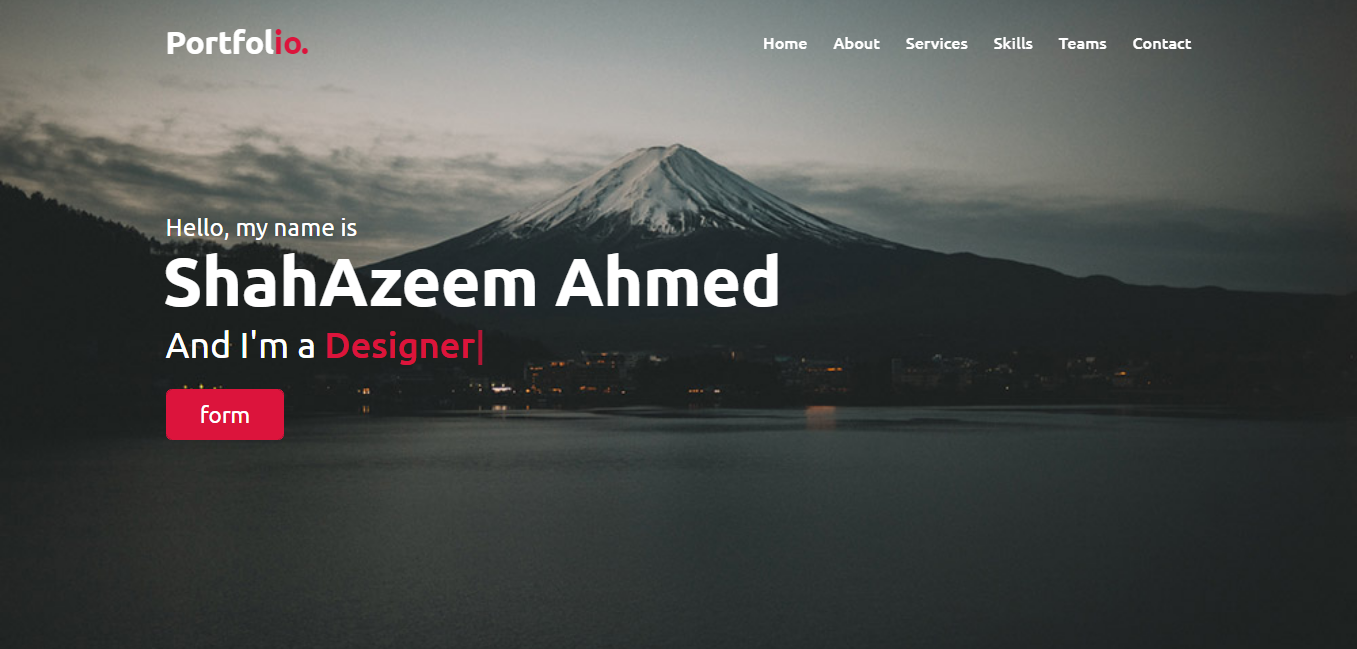 Portfolio.
Home About Services Skills Teams Contact
Hello, my name is
ShahAzeem Ahmed
And I'm a Designer|
form